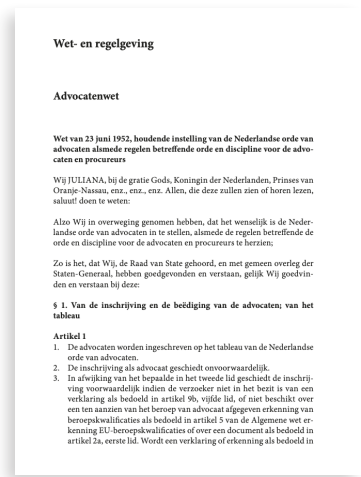 Wet- en regelgeving
Advocatenwet
Wet van 23 juni 1952, houdende instelling van de Nederlandse orde van
advocaten alsmede regelen betreffende orde en discipline voor de advo-
caten en procureurs
Wij JULIANA, bij de gratie Gods, Koningin der Nederlanden, Prinses van
Oranje-Nassau, enz., enz., enz. Allen, die deze zullen zien of horen lezen,
saluut! doen te weten:
Alzo Wij in overweging genomen hebben, dat het wenselijk is de Neder-
landse orde van advocaten in te stellen, alsmede de regelen betreffende de
orde en discipline voor de advocaten en procureurs te herzien;
Zo is het, dat Wij, de Raad van State gehoord, en met gemeen overleg der
Staten-Generaal, hebben goedgevonden en verstaan, gelijk Wij goedvin-
den en verstaan bij deze:
§ 1. Van de inschrijving en de beëdiging van de advocaten; van het
tableau
Artikel 1
1. De advocaten worden ingeschreven op het tableau van de Nederlandse
orde van advocaten.
2. De inschrijving als advocaat geschiedt onvoorwaardelijk.
3. In afwijking van het bepaalde in het tweede lid geschiedt de inschrij-
ving voorwaardelijk indien de verzoeker niet in het bezit is van een
verklaring als bedoeld in artikel 9b, vijfde lid, of niet beschikt over
een ten aanzien van het beroep van advocaat afgegeven erkenning van
beroepskwalificaties als bedoeld in artikel 5 van de Algemene wet er-
kenning EU-beroepskwalificaties of over een document als bedoeld in
artikel 2a, eerste lid. Wordt een verklaring of erkenning als bedoeld in